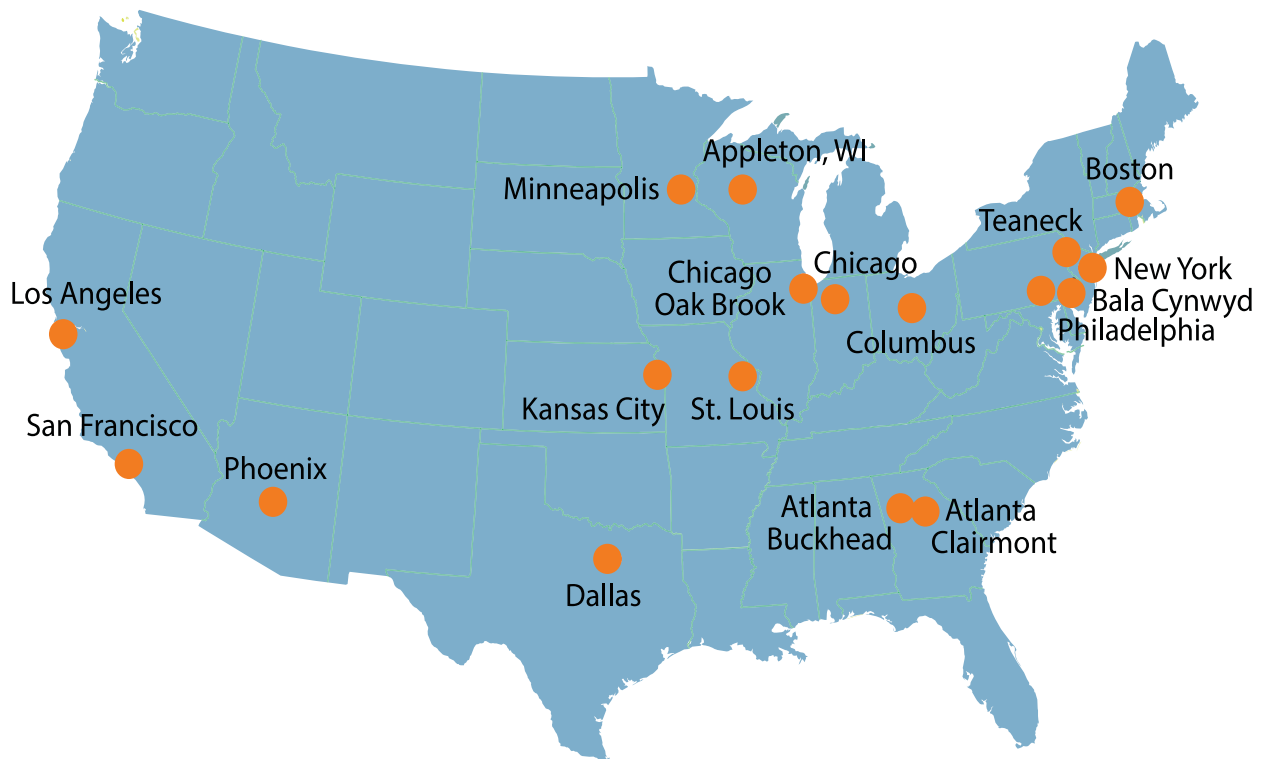 Appleton, WI
Minneapolis
Boston
Teaneck
Chicago
Oak Brook
Chicago
New York
Los Angeles
Bala Cynwyd
Philadelphia
Columbus
Kansas City
St. Louis
San Francisco
Phoenix
Atlanta
Buckhead
Atlanta
Clairmont
Dallas